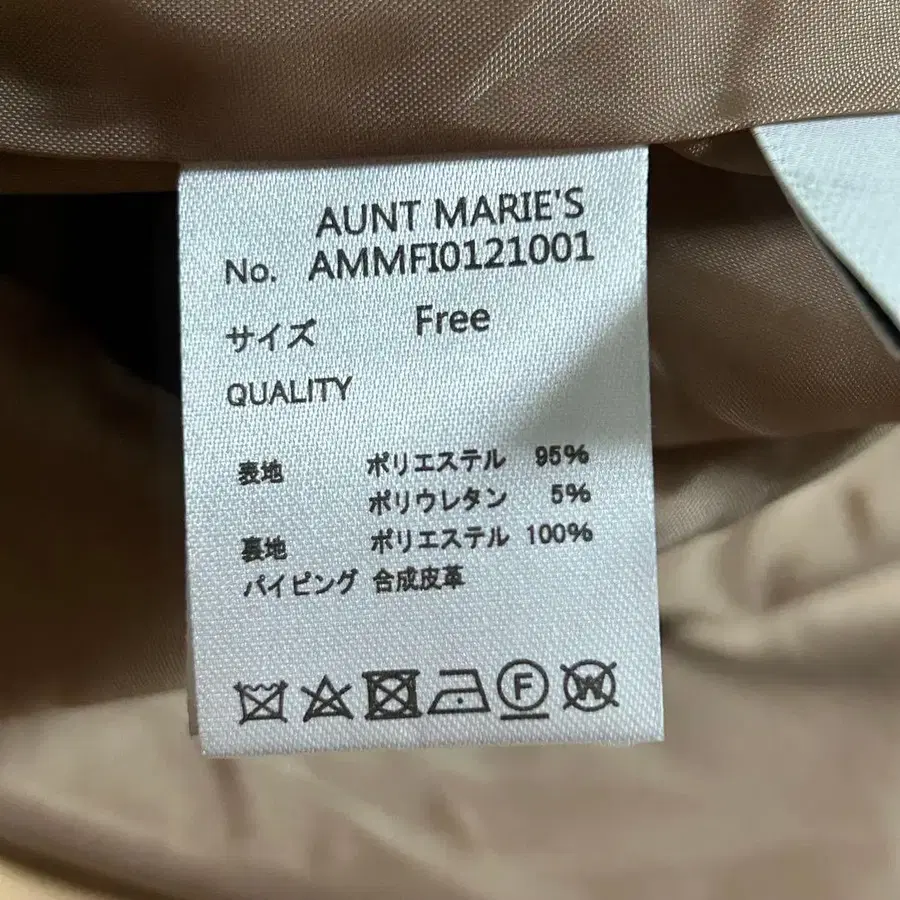 AUNT MARIE'S
No. AMMFI0121001
サイズ Free
QUALITY
表地 ポリエステル 95%
ポリウレタン 5%
裏地 ポリエステル 100%
パイピング 合成皮革
F W